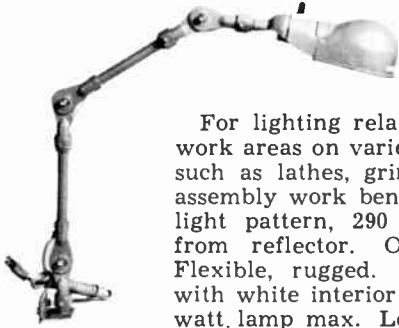 For lighting rela
work areas on varie
such as lathes, grin
assembly work ben
light pattern, 290
from reflector. O
Flexible, rugged.
with white interior
watt lamp max. Lo